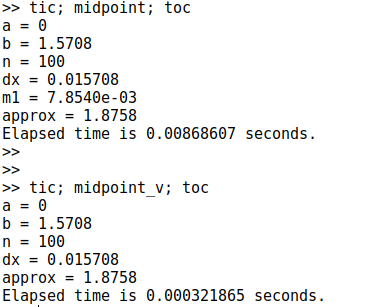 >> tic; midpoint; toc
a = 0
b = 1.5708
n = 100
dx = 0.015708
m1 = 7.8540e-03
approx = 1.8758
Elapsed time is 0.00868607 seconds.
>>
>>
>> tic; midpoint_v; toc
a = 0
b = 1.5708
n = 100
dx = 0.015708
approx = 1.8758
Elapsed time is 0.000321865 seconds.